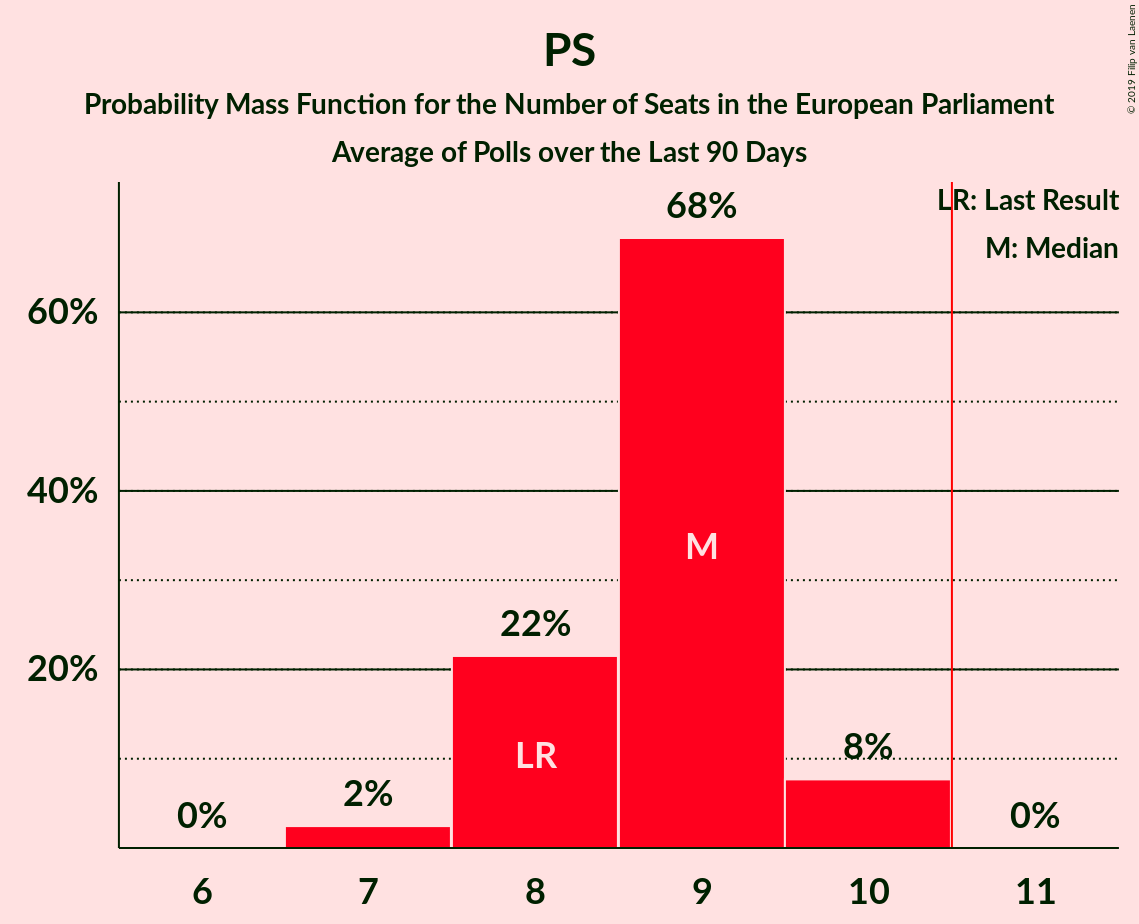 PS
Probability Mass Function for the Number of Seats in the European Parliament
Average of Polls over the Last 90 Days
© 2019 Filip van Laenen
LR: Last Result
M: Median
68%
60%
40%
20%
0%
2%
22%
8%
0%
M
LR
6 7 8 9 10 11